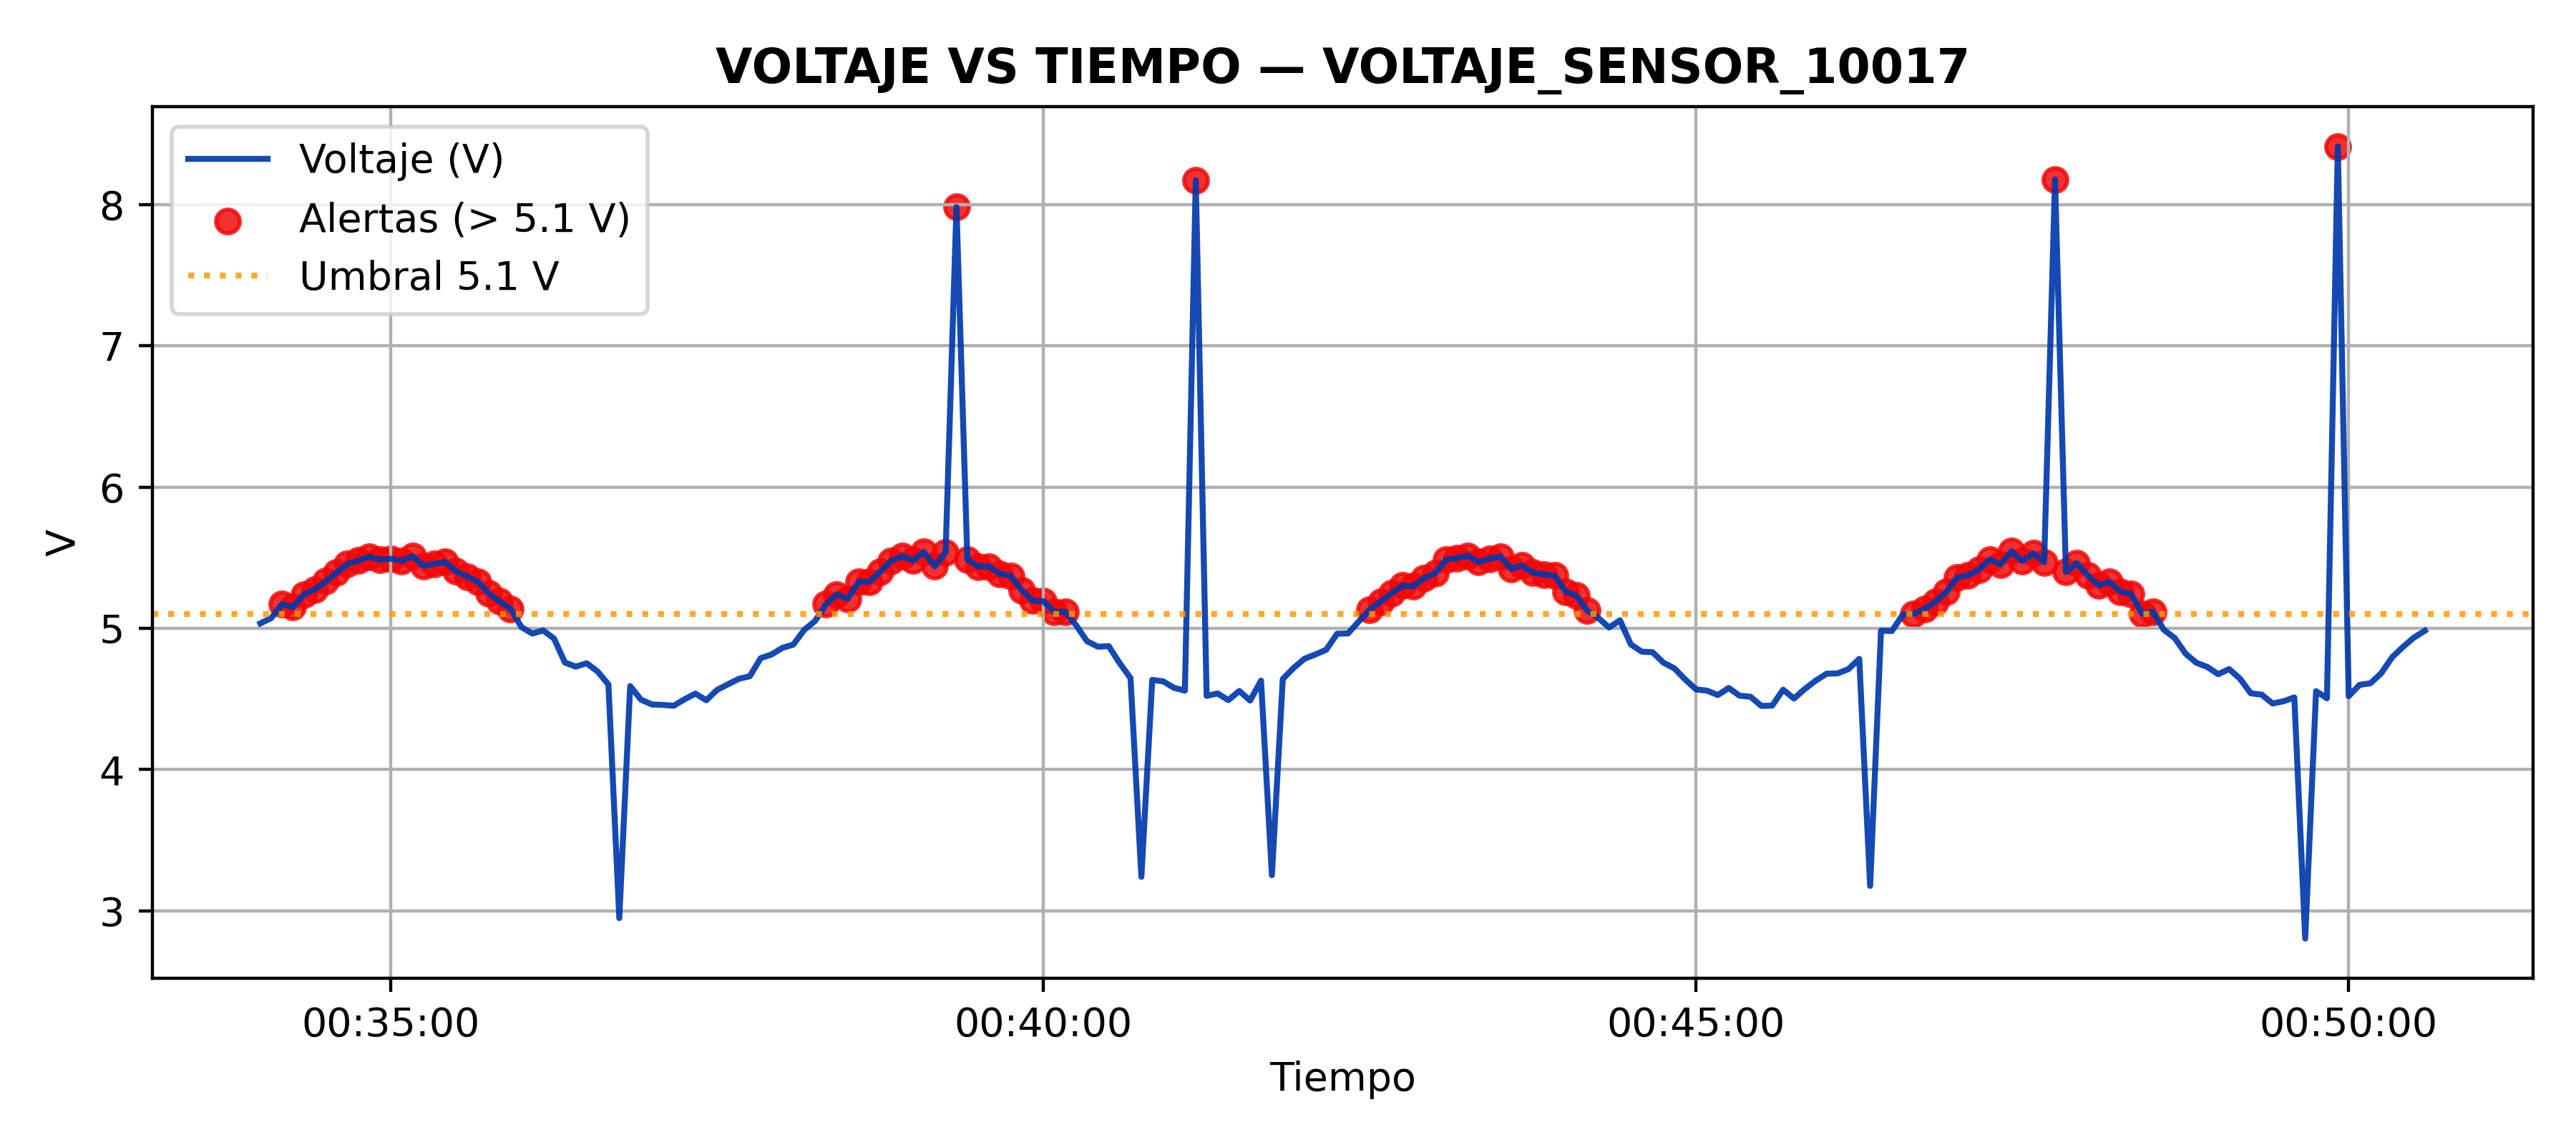 VOLTAJE VS TIEMPO — VOLTAJE_SENSOR_10017
Voltaje (V)
Alertas (> 5.1 V)
Umbral 5.1 V
8
7
6
5
4
3
V
00:35:00
00:40:00
00:45:00
00:50:00
Tiempo